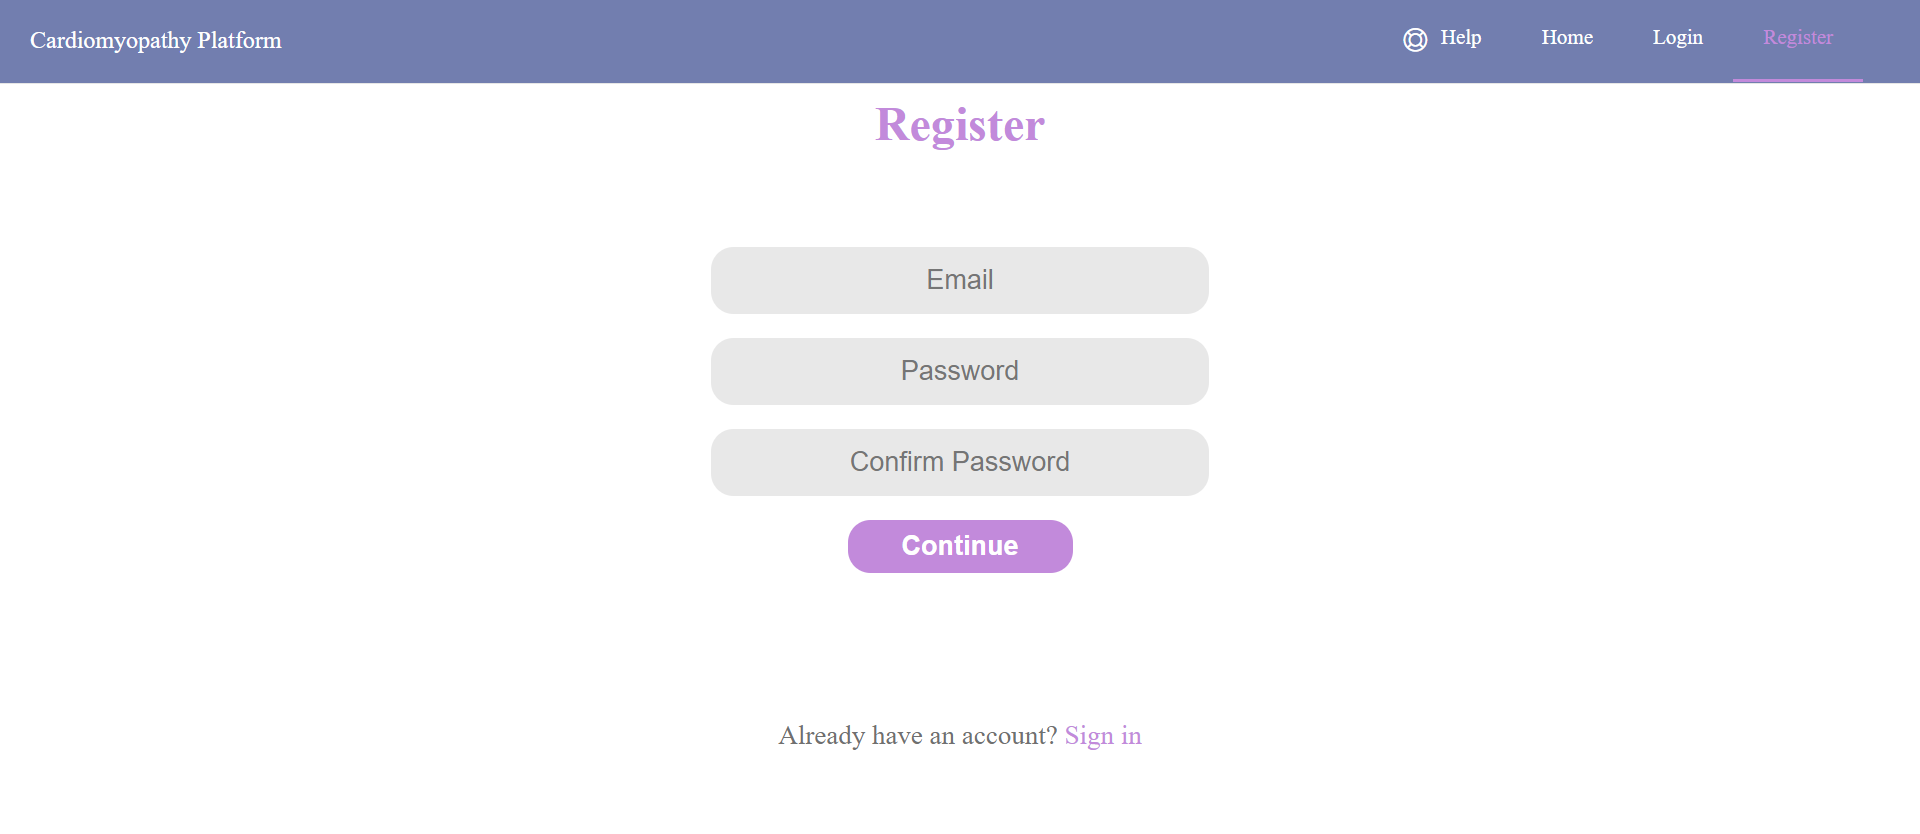 Cardiomyopathy Platform
Help Home Login Register
Register
Email
Password
Confirm Password
Continue
Already have an account? Sign in